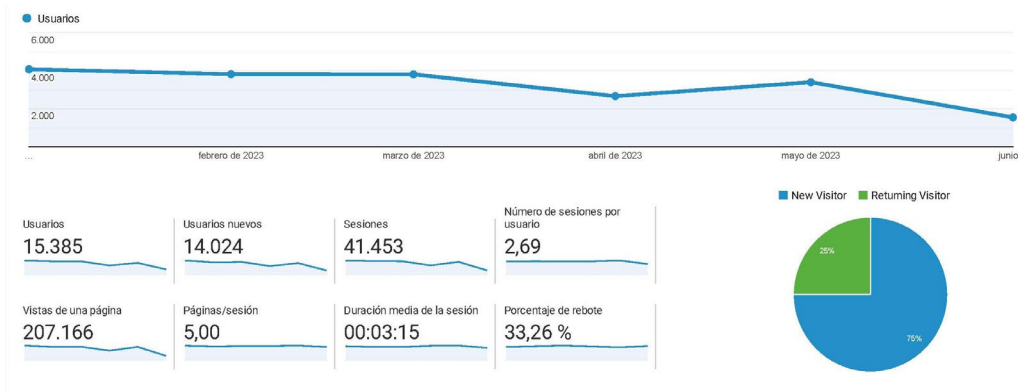 Usuarios
6.000
4.000
2.000
...
febrero de 2023
marzo de 2023
abril de 2023
mayo de 2023
junio
New Visitor
Returning Visitor
Usuarios
15.385
Usuarios nuevos
14.024
Sesiones
41.453
Número de sesiones por
usuario
2,69
Vistas de una página
207.166
Páginas/sesión
5,00
Duración media de la sesión
00:03:15
Porcentaje de rebote
33,26 %
25%
75%